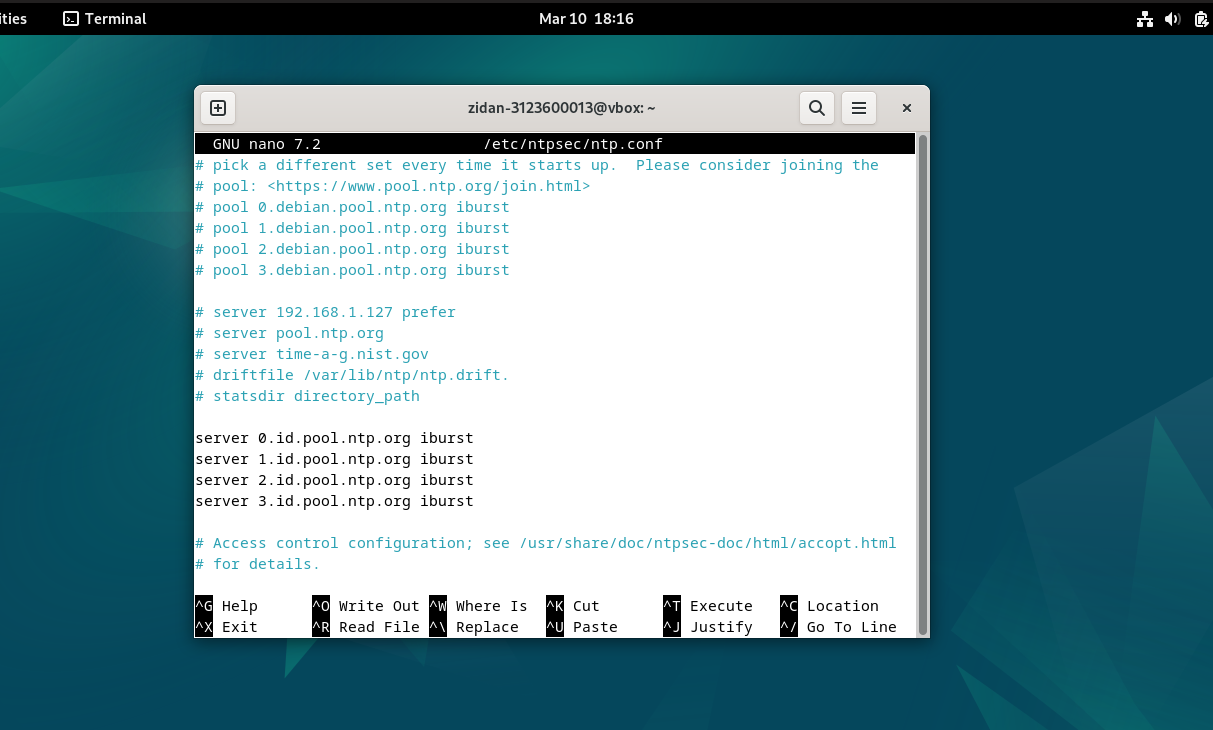 ities Terminal Mar 10 18:16
zidan-3123600013@vbox: ~
GNU nano 7.2 /etc/ntpsec/ntp.conf
# pick a different set every time it starts up.  Please consider joining the
# pool: <https://www.pool.ntp.org/join.html>
# pool 0.debian.pool.ntp.org iburst
# pool 1.debian.pool.ntp.org iburst
# pool 2.debian.pool.ntp.org iburst
# pool 3.debian.pool.ntp.org iburst
# server 192.168.1.127 prefer
# server pool.ntp.org
# server time-a-g.nist.gov
# driftfile /var/lib/ntp/ntp.drift.
# statsdir directory_path
server 0.id.pool.ntp.org iburst
server 1.id.pool.ntp.org iburst
server 2.id.pool.ntp.org iburst
server 3.id.pool.ntp.org iburst
# Access control configuration; see /usr/share/doc/ntpsec-doc/html/accopt.html
# for details.
^G Help ^O Write Out ^W Where Is ^K Cut ^T Execute ^C Location
^X Exit ^R Read File ^\ Replace ^U Paste ^J Justify ^/ Go To Line